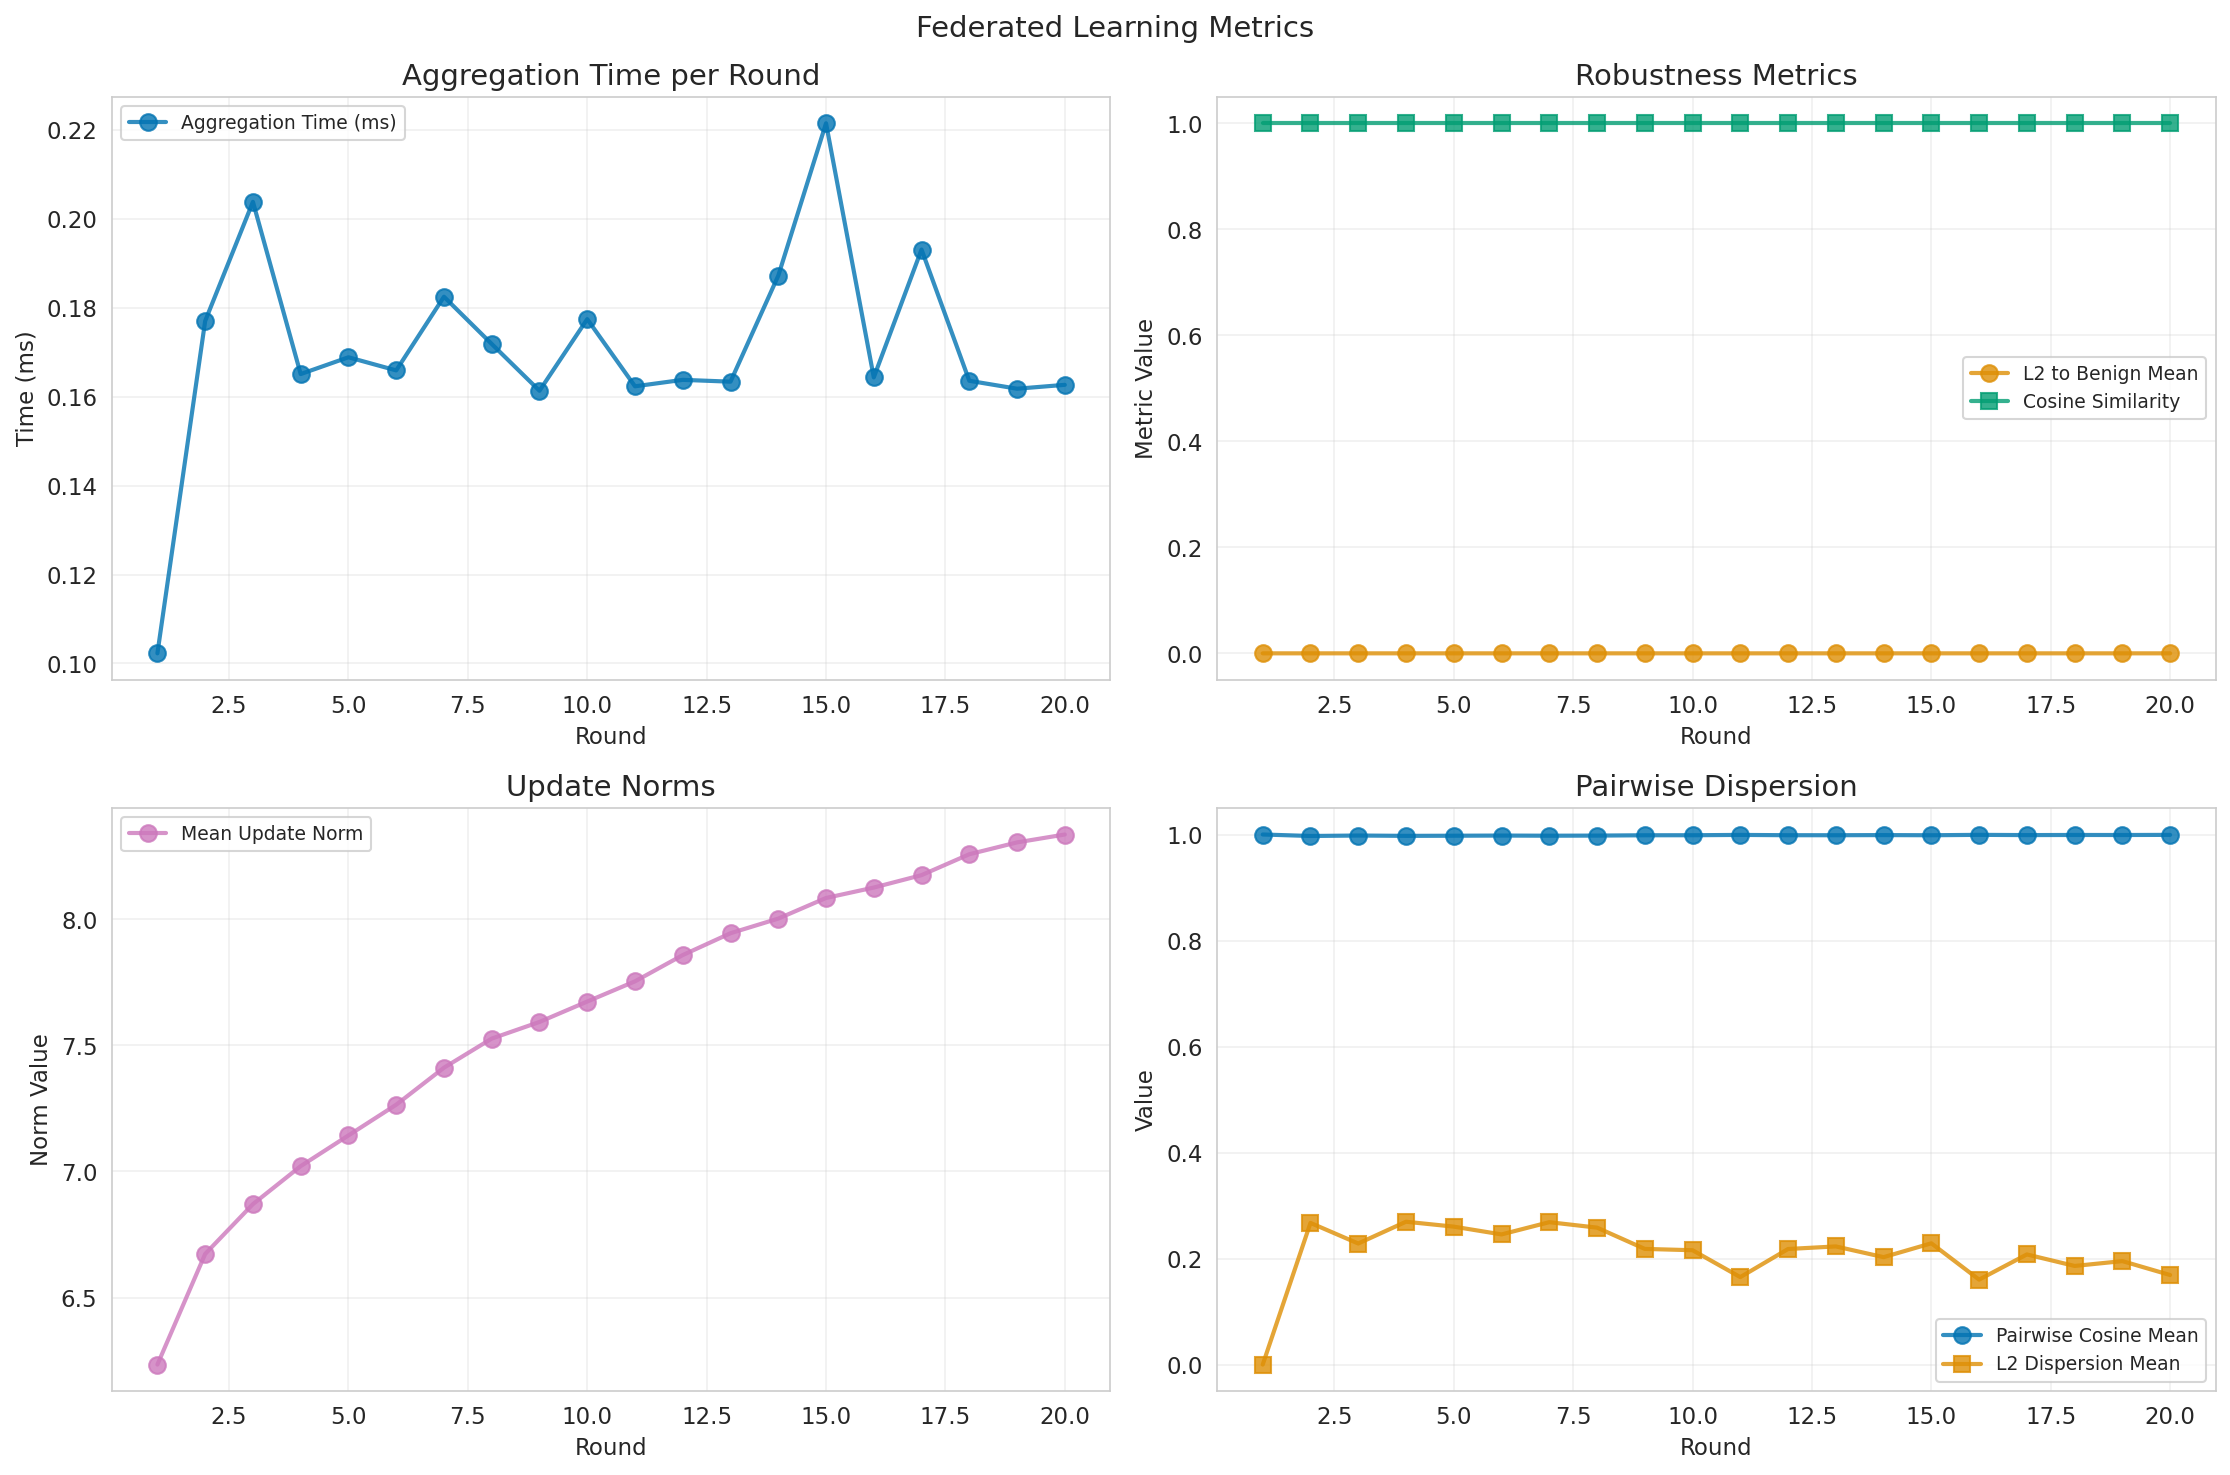 Federated Learning Metrics
Aggregation Time per Round
Aggregation Time (ms)
Time (ms)
0.22
0.20
0.18
0.16
0.14
0.12
0.10
2.5 5.0 7.5 10.0 12.5 15.0 17.5 20.0
Round
Robustness Metrics
Metric Value
1.0
0.8
0.6
0.4
0.2
0.0
L2 to Benign Mean
Cosine Similarity
2.5 5.0 7.5 10.0 12.5 15.0 17.5 20.0
Round
Update Norms
Mean Update Norm
Norm Value
8.0
7.5
7.0
6.5
2.5 5.0 7.5 10.0 12.5 15.0 17.5 20.0
Round
Pairwise Dispersion
Value
1.0
0.8
0.6
0.4
0.2
0.0
Pairwise Cosine Mean
L2 Dispersion Mean
2.5 5.0 7.5 10.0 12.5 15.0 17.5 20.0
Round